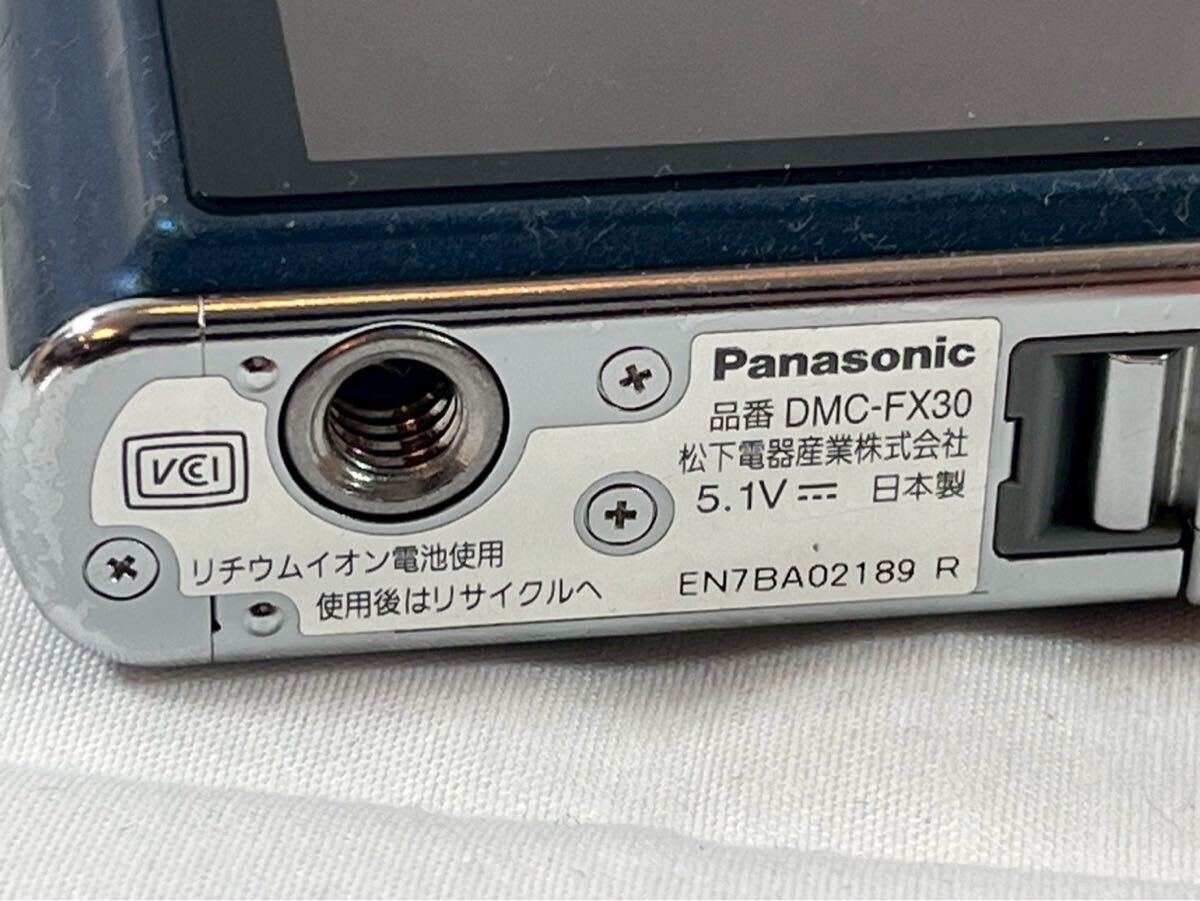 Panasonic
品番 DMC-FX30
松下電器産業株式会社
5.1V 日本製
VCI
リチウムイオン電池使用
使用後はリサイクルへ
EN7BA02189 R